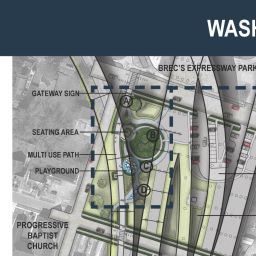 WASH
BREC'S EXPRESSWAY PARK
GATEWAY SIGN
A
SEATING AREA
B
MULTI USE PATH
C
PLAYGROUND
D
PROGRESSIVE
BAPTIST
CHURCH